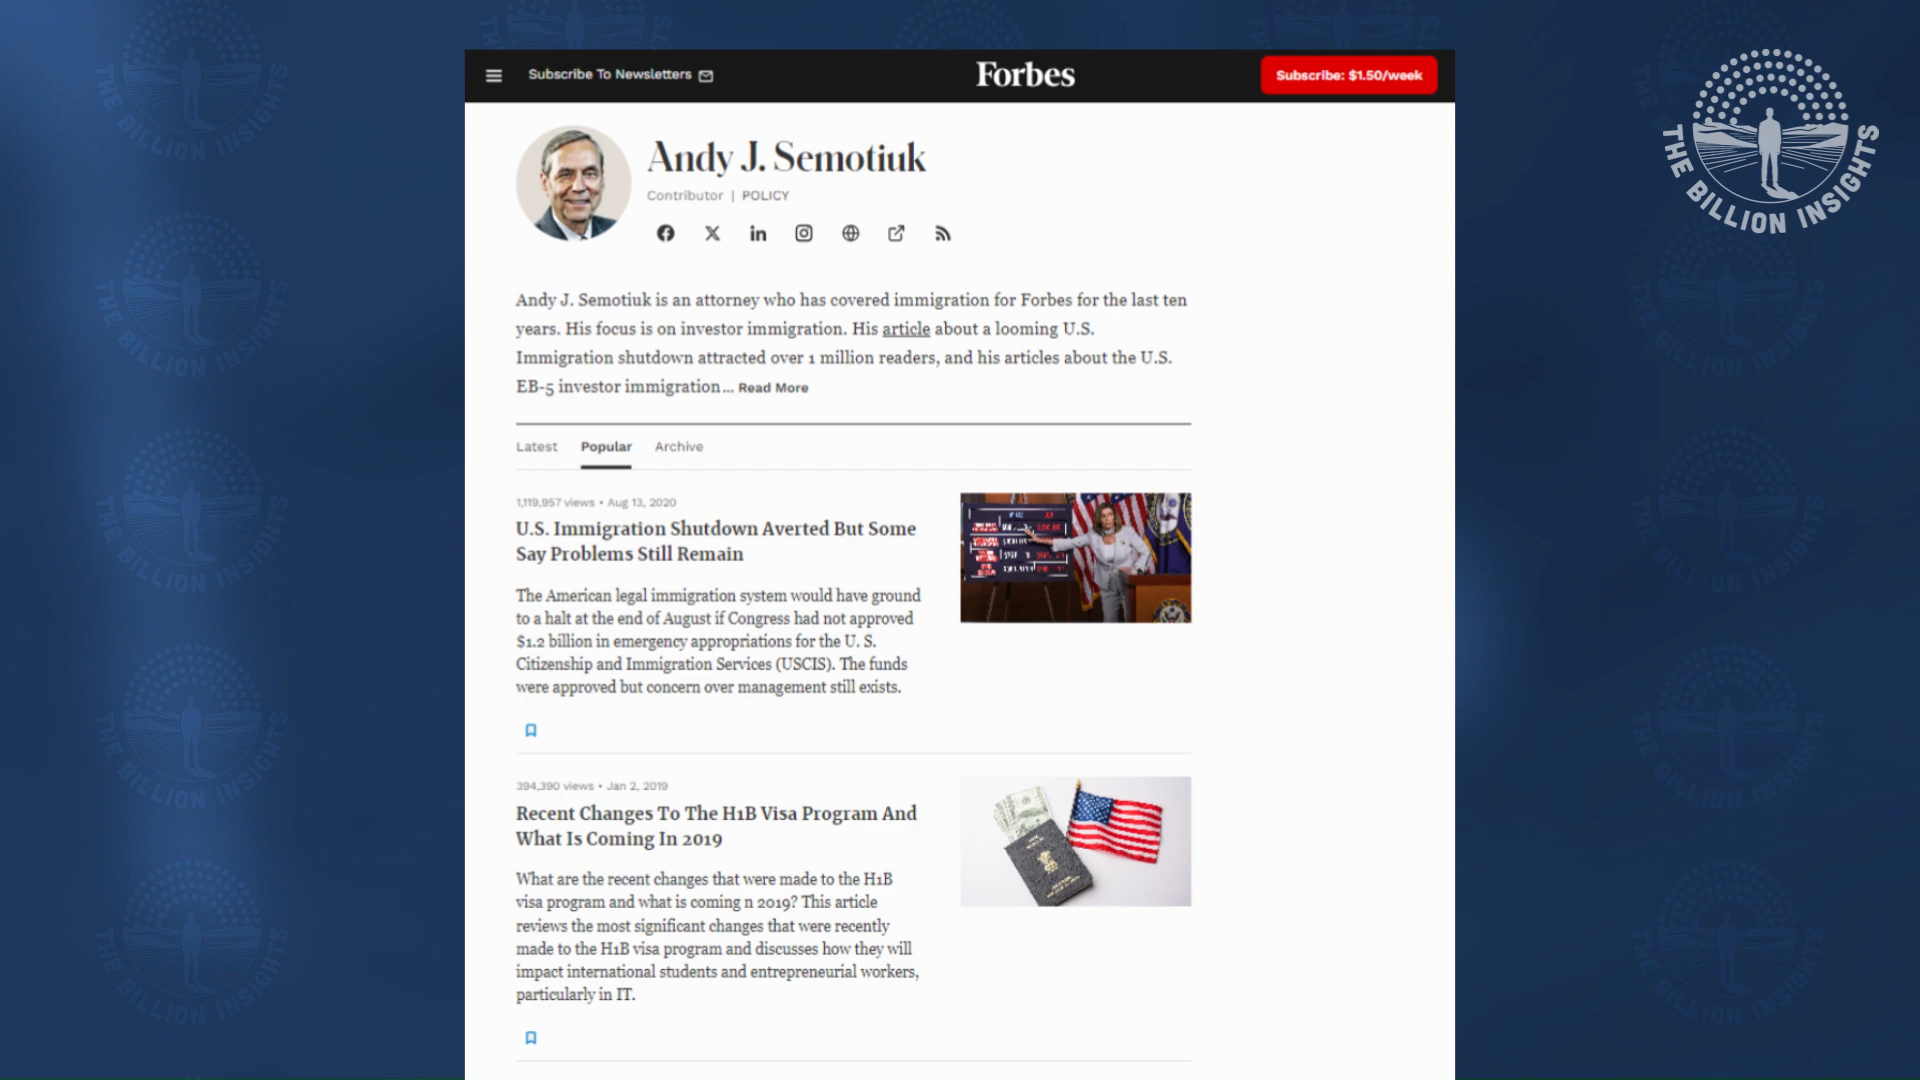 Subscribe To Newsletters
Forbes
Subscribe: $1.50/week
THE BILLION INSIGHTS
Andy J. Semotiuk
Contributor | POLICY
Andy J. Semotiuk is an attorney who has covered immigration for Forbes for the last ten
years. His focus is on investor immigration. His article about a looming U.S.
Immigration shutdown attracted over 1 million readers, and his articles about the U.S.
EB-5 investor immigration... Read More
Latest Popular Archive
1,119,957 views • Aug 13, 2020
U.S. Immigration Shutdown Averted But Some
Say Problems Still Remain
The American legal immigration system would have ground
to a halt at the end of August if Congress had not approved
$1.2 billion in emergency appropriations for the U. S.
Citizenship and Immigration Services (USCIS). The funds
were approved but concern over management still exists.
394,390 views • Jan 2, 2019
Recent Changes To The H1B Visa Program And
What Is Coming In 2019
What are the recent changes that were made to the H1B
visa program and what is coming n 2019? This article
reviews the most significant changes that were recently
made to the H1B visa program and discusses how they will
impact international students and entrepreneurial workers,
particularly in IT.